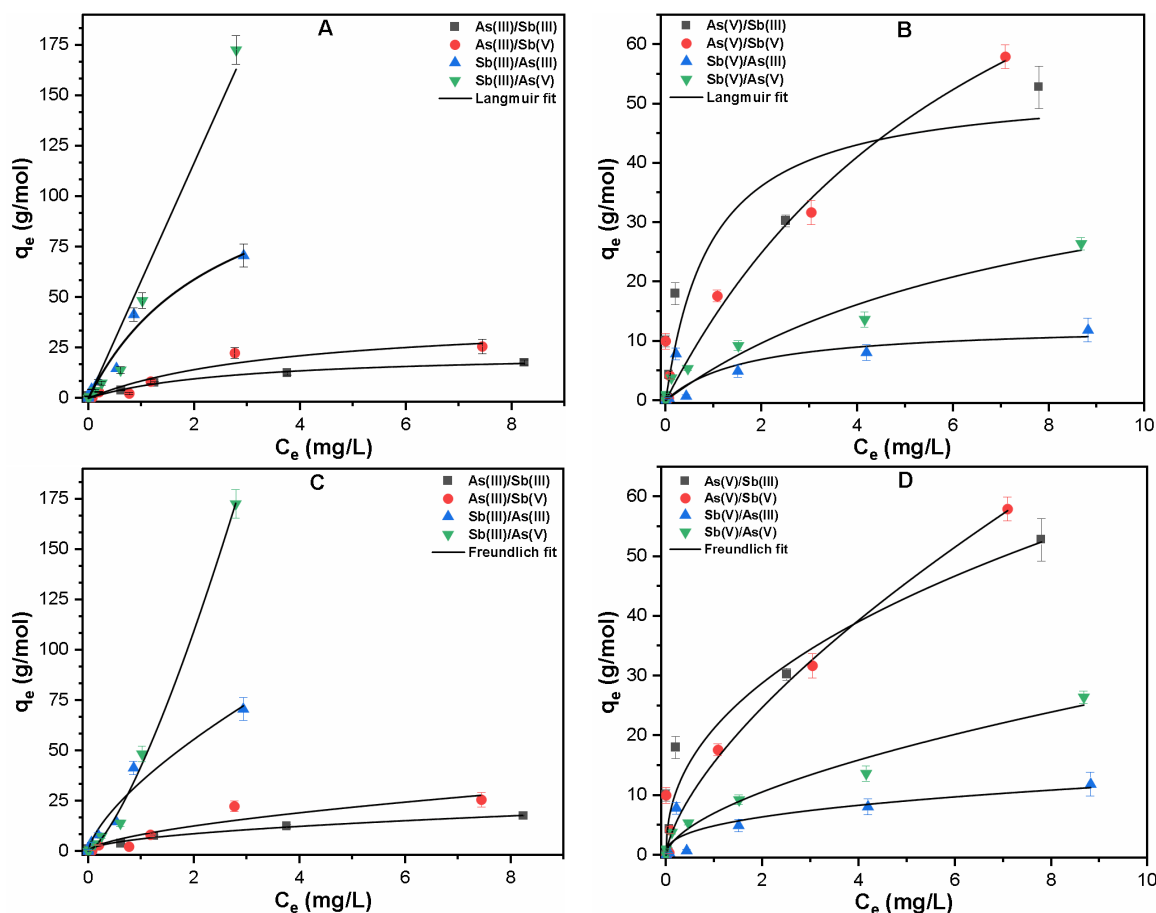 A
As(III)/Sb(III)
As(III)/Sb(V)
Sb(III)/As(III)
Sb(III)/As(V)
Langmuir fit
175
150
125
100
75
50
25
0
qe (g/mol)
0 2 4 6 8
Ce (mg/L)
B
As(V)/Sb(III)
As(V)/Sb(V)
Sb(V)/As(III)
Sb(V)/As(V)
Langmuir fit
60
50
40
30
20
10
0
qe (g/mol)
0 2 4 6 8 10
Ce (mg/L)
C
As(III)/Sb(III)
As(III)/Sb(V)
Sb(III)/As(III)
Sb(III)/As(V)
Freundlich fit
175
150
125
100
75
50
25
0
qe (g/mol)
0 2 4 6 8
Ce (mg/L)
D
As(V)/Sb(III)
As(V)/Sb(V)
Sb(V)/As(III)
Sb(V)/As(V)
Freundlich fit
60
50
40
30
20
10
0
qe (g/mol)
0 2 4 6 8 10
Ce (mg/L)